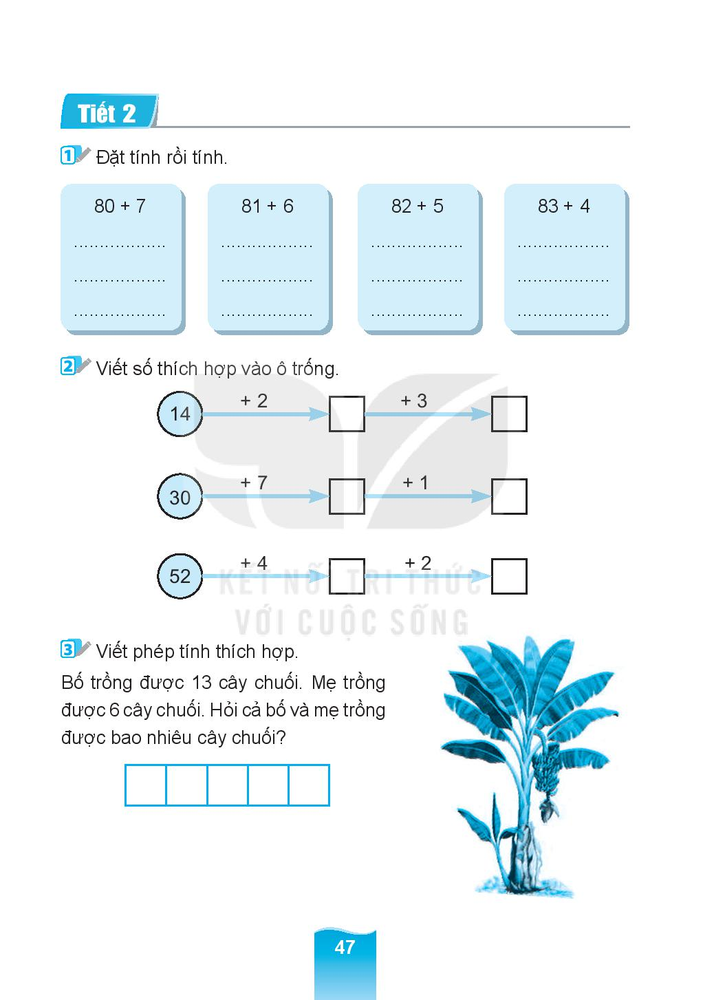 Tiết 2
1 Đặt tính rồi tính.
80 + 7 81 + 6 82 + 5 83 + 4
.................. .................. .................. ..................
.................. .................. .................. ..................
.................. .................. .................. ..................
2 Viết số thích hợp vào ô trống.
14 + 2 + 3
30 + 7 + 1
52 + 4 + 2
KẾT NỐI TRI THỨC
VỚI CUỘC SỐNG
3 Viết phép tính thích hợp.
Bố trồng được 13 cây chuối. Mẹ trồng
được 6 cây chuối. Hỏi cả bố và mẹ trồng
được bao nhiêu cây chuối?
47